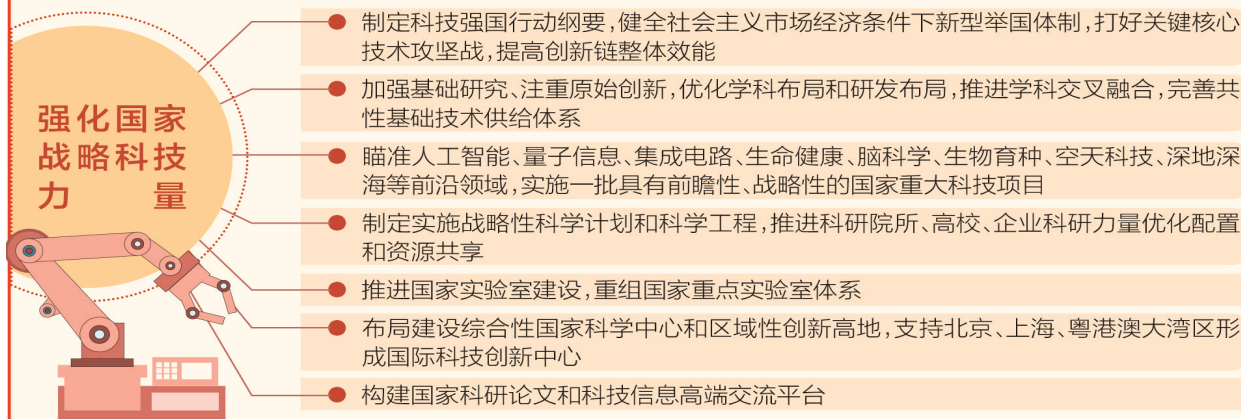 强化国家
战略科技
力量
制定科技强国行动纲要,健全社会主义市场经济条件下新型举国体制,打好关键核心
技术攻坚战,提高创新链整体效能
加强基础研究、注重原始创新,优化学科布局和研发布局,推进学科交叉融合,完善共
性基础技术供给体系
瞄准人工智能、量子信息、集成电路、生命健康、脑科学、生物育种、空天科技、深地深
海等前沿领域,实施一批具有前瞻性、战略性的国家重大科技项目
制定实施战略性科学计划和科学工程,推进科研院所、高校、企业科研力量优化配置
和资源共享
推进国家实验室建设,重组国家重点实验室体系
布局建设综合性国家科学中心和区域性创新高地,支持北京、上海、粤港澳大湾区形
成国际科技创新中心
构建国家科研论文和科技信息高端交流平台